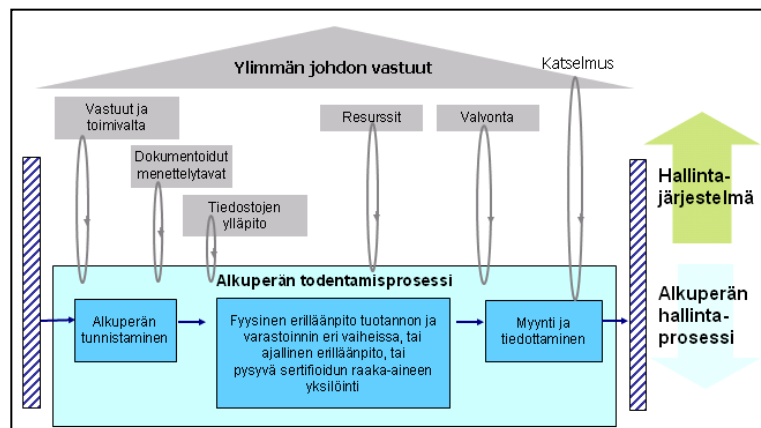 Ylimmän johdon vastuut
Katselmus
Vastuut ja
toimivalta
Resurssit
Valvonta
Dokumentoidut
menettelytavat
Tiedostojen
ylläpito
Hallinta-
järjestelmä
Alkuperän todentamisprosessi
Alkuperän
tunnistaminen
Fyysinen erilläänpito tuotannon ja
varastoinnin eri vaiheissa, tai
ajallinen erilläänpito, tai
pysyvä sertifioidun raaka-aineen
yksilöinti
Myynti ja
tiedottaminen
Alkuperän
hallinta-
prosessi